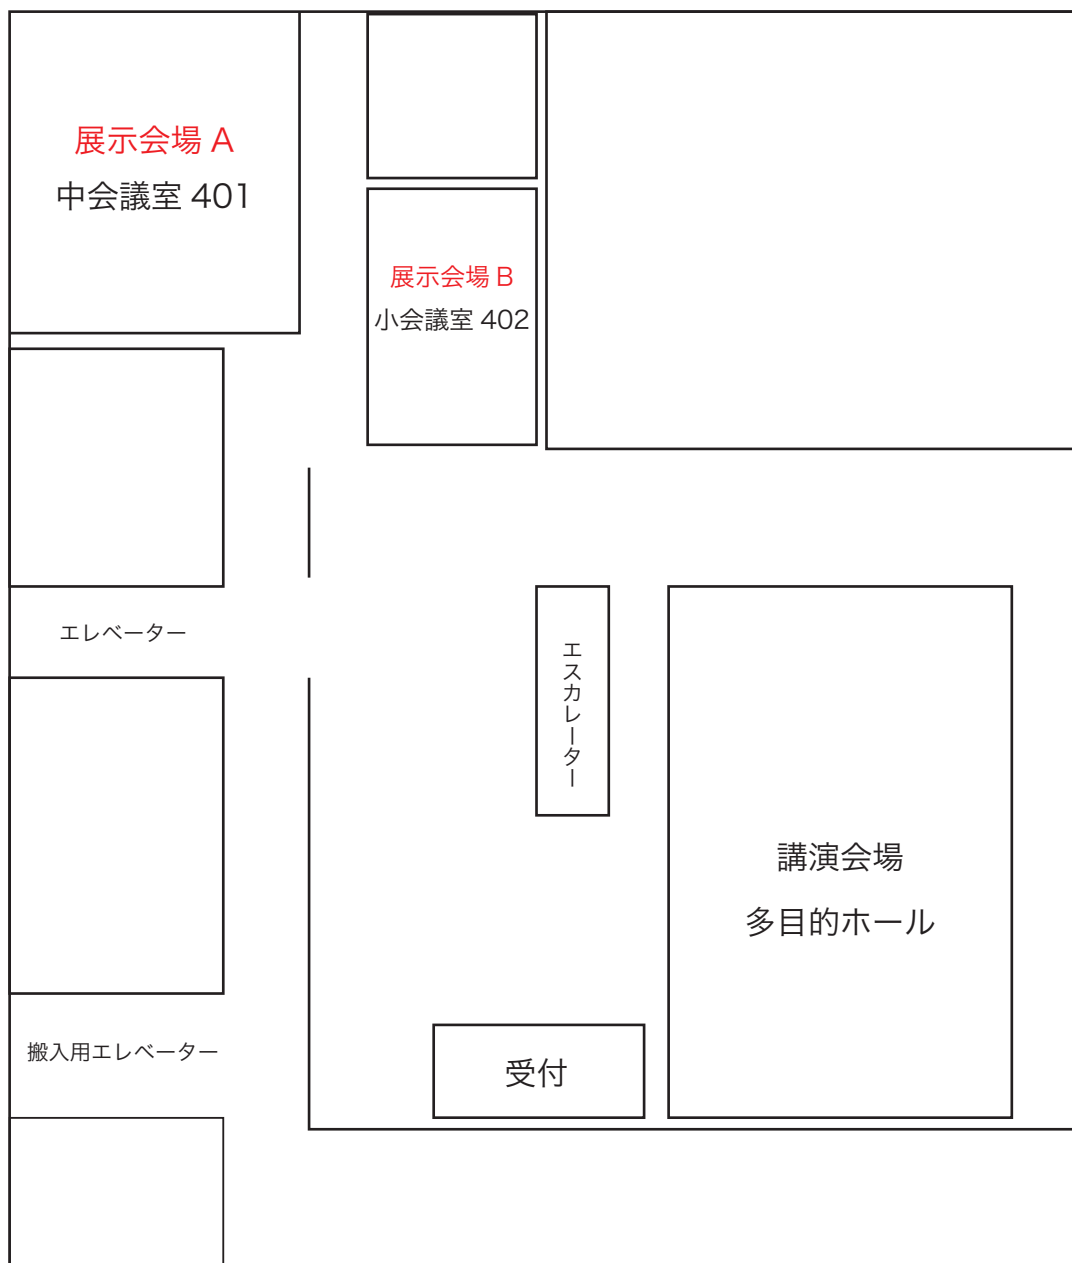 展示会場 A
中会議室 401
展示会場 B
小会議室 402
エレベーター
エスカレーター
講演会場
多目的ホール
搬入用エレベーター
受付